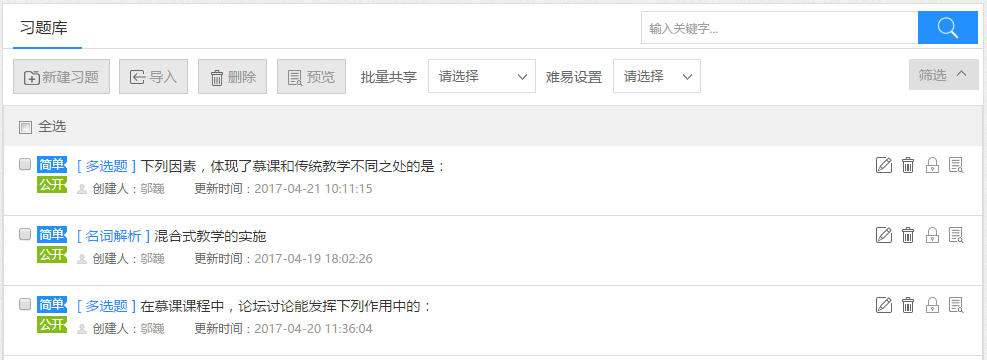 习题库
输入关键字...
新建习题 导入 删除 预览 批量共享 请选择 难易设置 请选择 筛选
全选
简单 [ 多选题 ] 下列因素，体现了慕课和传统教学不同之处的是：
公开 创建人：邬巍 更新时间：2017-04-21 10:11:15
简单 [ 名词解析 ] 混合式教学的实施
公开 创建人：邬巍 更新时间：2017-04-19 18:02:26
简单 [ 多选题 ] 在慕课课程中，论坛讨论能发挥下列作用中的：
公开 创建人：邬巍 更新时间：2017-04-20 11:36:04